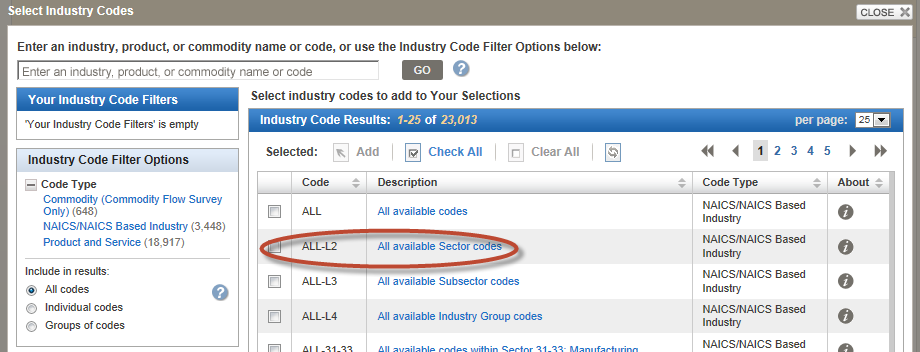 Select Industry Codes
CLOSE
Enter an industry, product, or commodity name or code, or use the Industry Code Filter Options below:
Enter an industry, product, or commodity name or code
GO
?
Your Industry Code Filters
'Your Industry Code Filters' is empty
Industry Code Filter Options
Code Type
Commodity (Commodity Flow Survey
Only) (648)
NAICS/NAICS Based Industry (3,448)
Product and Service (18,917)
Include in results:
All codes
?
Individual codes
Groups of codes
Select industry codes to add to Your Selections
Industry Code Results: 1-25 of 23,013
per page: 25
Selected: Add Check All Clear All
1 2 3 4 5
Code Description Code Type About
ALL All available codes NAICS/NAICS Based
Industry
ALL-L2 All available Sector codes NAICS/NAICS Based
Industry
ALL-L3 All available Subsector codes NAICS/NAICS Based
Industry
ALL-L4 All available Industry Group codes NAICS/NAICS Based
Industry
ALL-31-33 All available codes within Sector 31-33: Manufacturing NAICS/NAICS Based